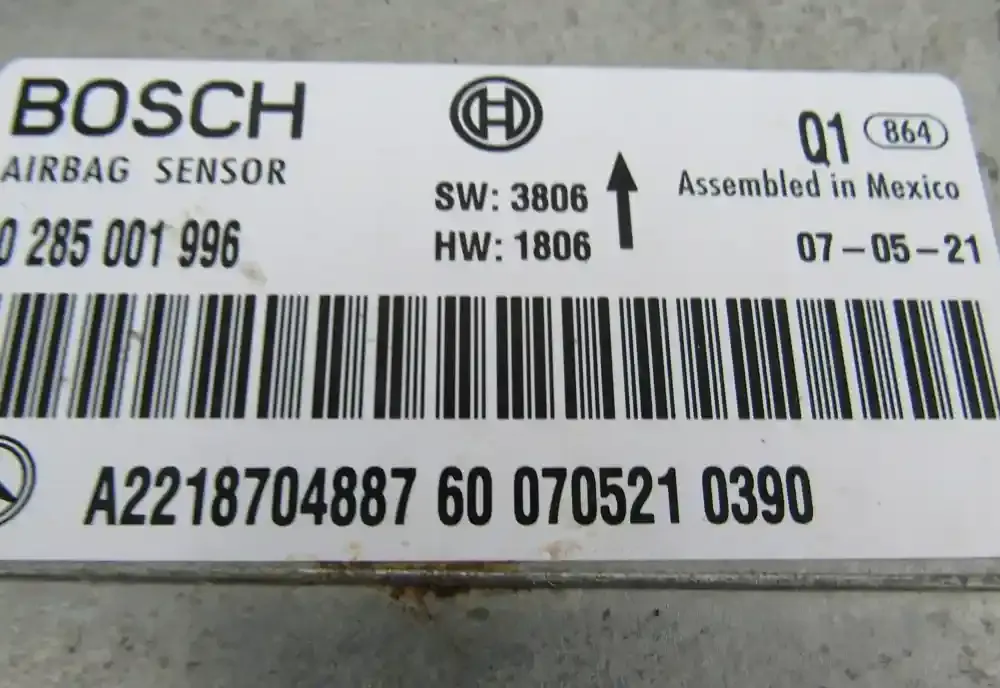 BOSCH
AIRBAG SENSOR
0 285 001 996
SW: 3806
HW: 1806
Q1 864
Assembled in Mexico
07-05-21
A2218704887 60 070521 0390